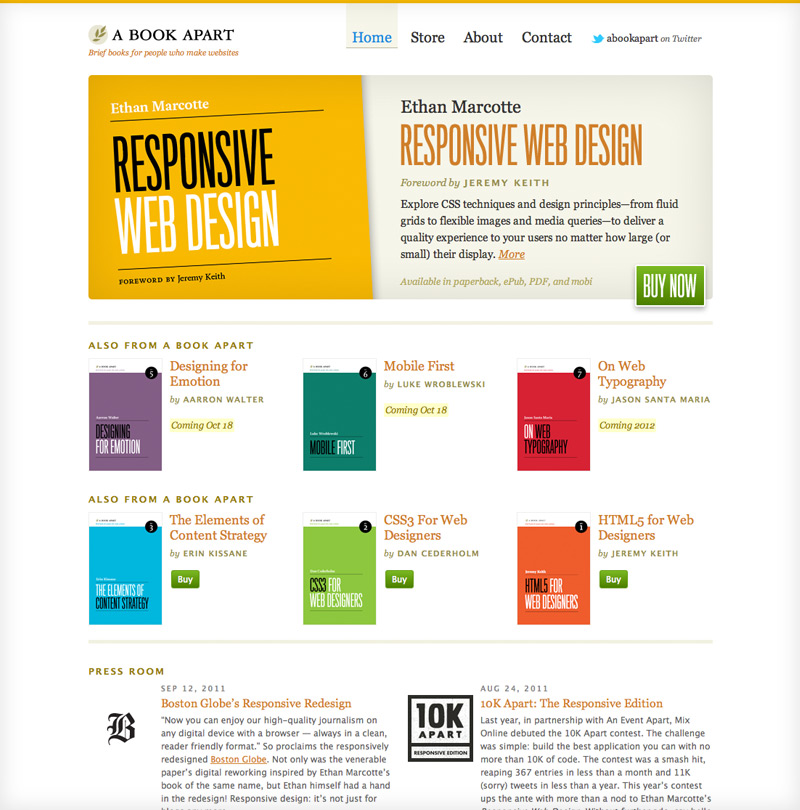 A BOOK APART
Brief books for people who make websites
Home Store About Contact abookapart on Twitter
Ethan Marcotte
RESPONSIVE
WEB DESIGN
FOREWORD BY Jeremy Keith
Ethan Marcotte
RESPONSIVE WEB DESIGN
Foreword by JEREMY KEITH
Explore CSS techniques and design principles—from fluid
grids to flexible images and media queries—to deliver a
quality experience to your users no matter how large (or
small) their display. More
Available in paperback, ePub, PDF, and mobi
BUY NOW
ALSO FROM A BOOK APART
5
Aarron Walter
DESIGNING
FOR EMOTION
Designing for
Emotion
by AARRON WALTER
Coming Oct 18
6
Luke Wroblewski
MOBILE FIRST
Mobile First
by LUKE WROBLEWSKI
Coming Oct 18
7
Jason Santa Maria
ON WEB
TYPOGRAPHY
On Web
Typography
by JASON SANTA MARIA
Coming 2012
ALSO FROM A BOOK APART
3
Erin Kissane
THE ELEMENTS OF
CONTENT STRATEGY
The Elements of
Content Strategy
by ERIN KISSANE
Buy
2
Dan Cederholm
CSS3 FOR
WEB DESIGNERS
CSS3 For Web
Designers
by DAN CEDERHOLM
Buy
1
Jeremy Keith
HTML5 FOR
WEB DESIGNERS
HTML5 for Web
Designers
by JEREMY KEITH
Buy
PRESS ROOM
B
SEP 12, 2011
Boston Globe's Responsive Redesign
"Now you can enjoy our high-quality journalism on
any digital device with a browser — always in a clean,
reader friendly format." So proclaims the responsively
redesigned Boston Globe. Not only was the venerable
paper's digital reworking inspired by Ethan Marcotte's
book of the same name, but Ethan himself had a hand
in the redesign! Responsive design: it's not just for
10K
APART
RESPONSIVE EDITION
AUG 24, 2011
10K Apart: The Responsive Edition
Last year, in partnership with An Event Apart, Mix
Online debuted the 10K Apart contest. The challenge
was simple: build the best application you can with no
more than 10K of code. The contest was a smash hit,
reaping 367 entries in less than a month and 11K
(sorry) tweets in less than a year. This year's contest
ups the ante with more than a nod to Ethan Marcotte's